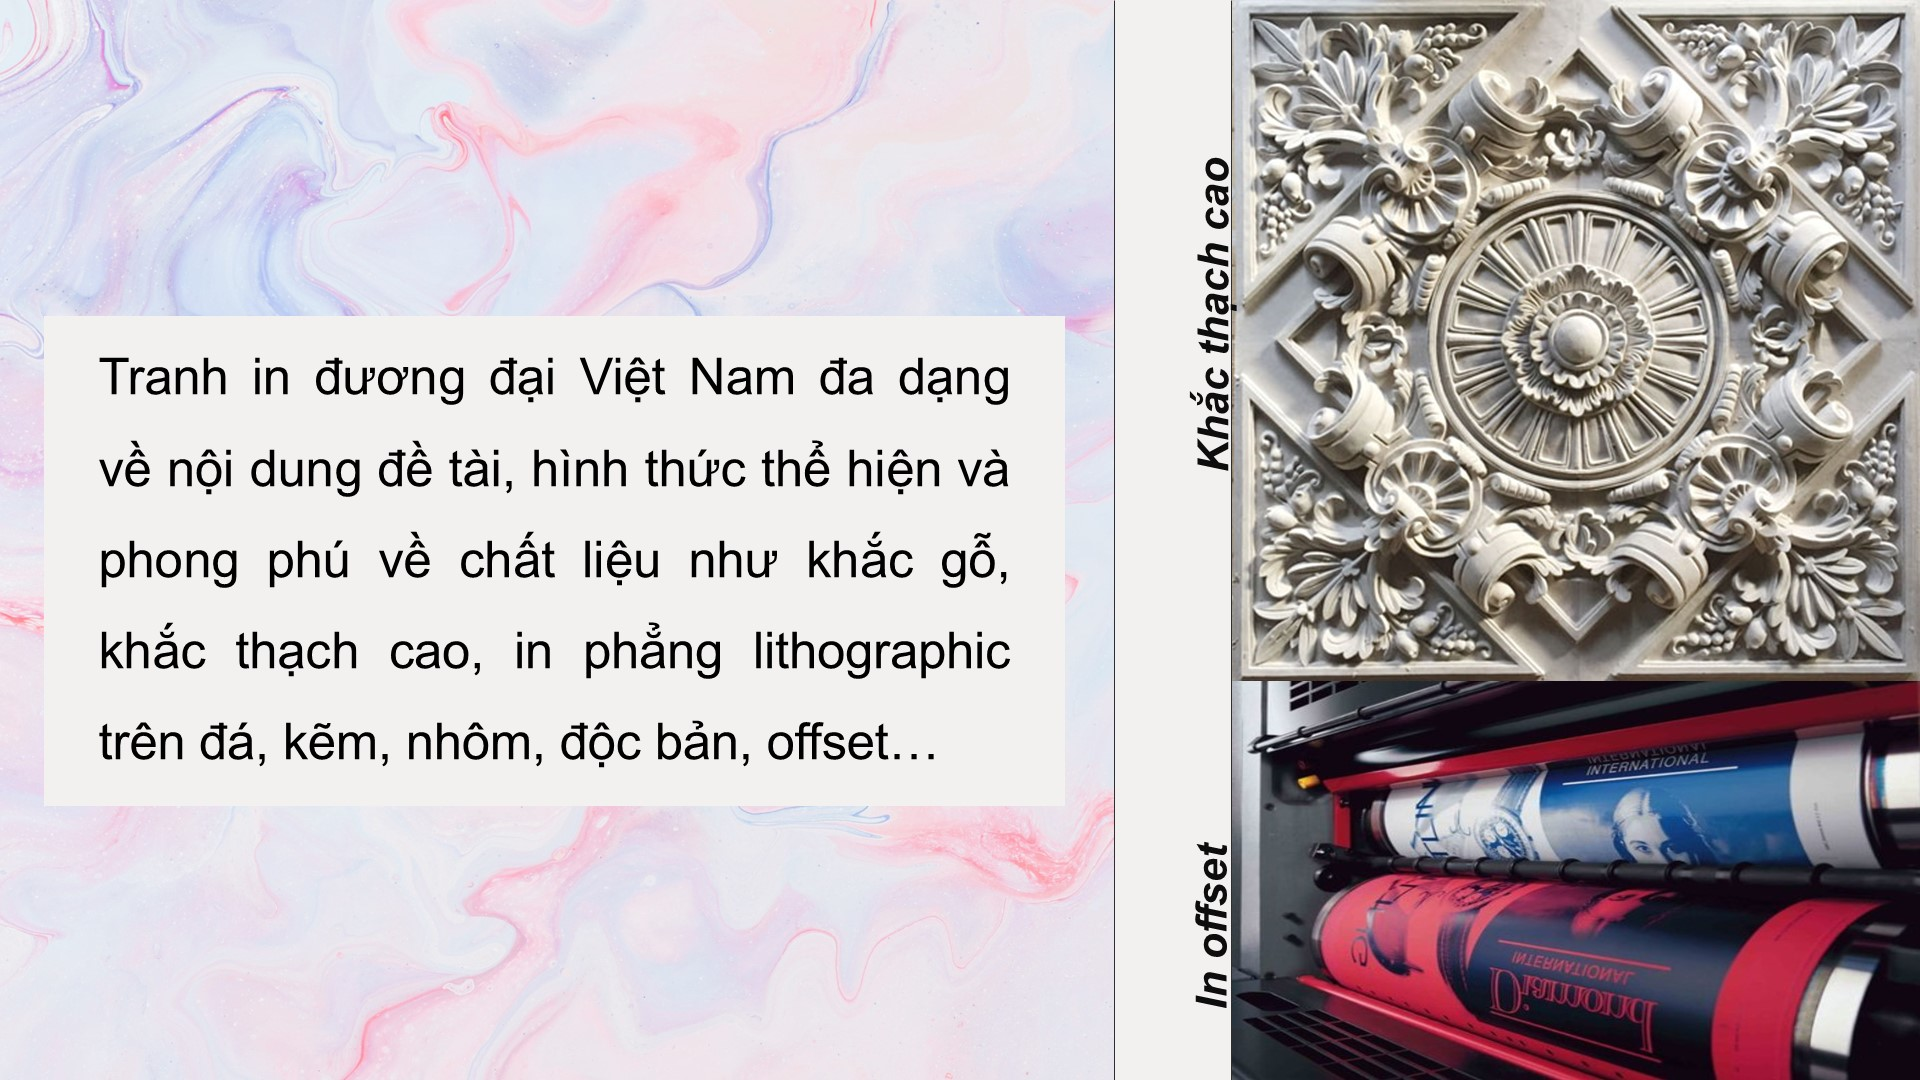 Tranh in đương đại Việt Nam đa dạng
về nội dung đề tài, hình thức thể hiện và
phong phú về chất liệu như khắc gỗ,
khắc thạch cao, in phẳng lithographic
trên đá, kẽm, nhôm, độc bản, offset…
Khắc thạch cao
In offset
INTERNATIONAL
INTERNATIONAL
INTERNATIONAL
Diamond